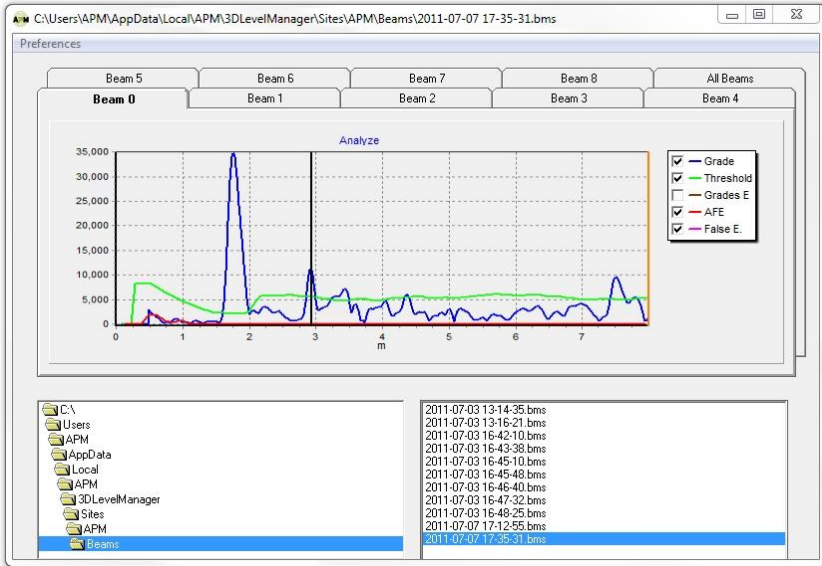 APM C:\Users\APM\AppData\Local\APM\3DLevelManager\Sites\APM\Beams\2011-07-07 17-35-31.bms
Preferences
Beam 5 Beam 6 Beam 7 Beam 8 All Beams
Beam 0 Beam 1 Beam 2 Beam 3 Beam 4
Analyze
35,000
30,000
25,000
20,000
15,000
10,000
5,000
0
0 1 2 3 4 5 6 7
m
Grade
Threshold
Grades E
AFE
False E.
C:\
Users
APM
AppData
Local
APM
3DLevelManager
Sites
APM
Beams
2011-07-03 13-14-35.bms
2011-07-03 13-16-21.bms
2011-07-03 16-42-10.bms
2011-07-03 16-43-38.bms
2011-07-03 16-45-10.bms
2011-07-03 16-45-48.bms
2011-07-03 16-46-40.bms
2011-07-03 16-47-32.bms
2011-07-03 16-48-25.bms
2011-07-07 17-12-55.bms
2011-07-07 17-35-31.bms